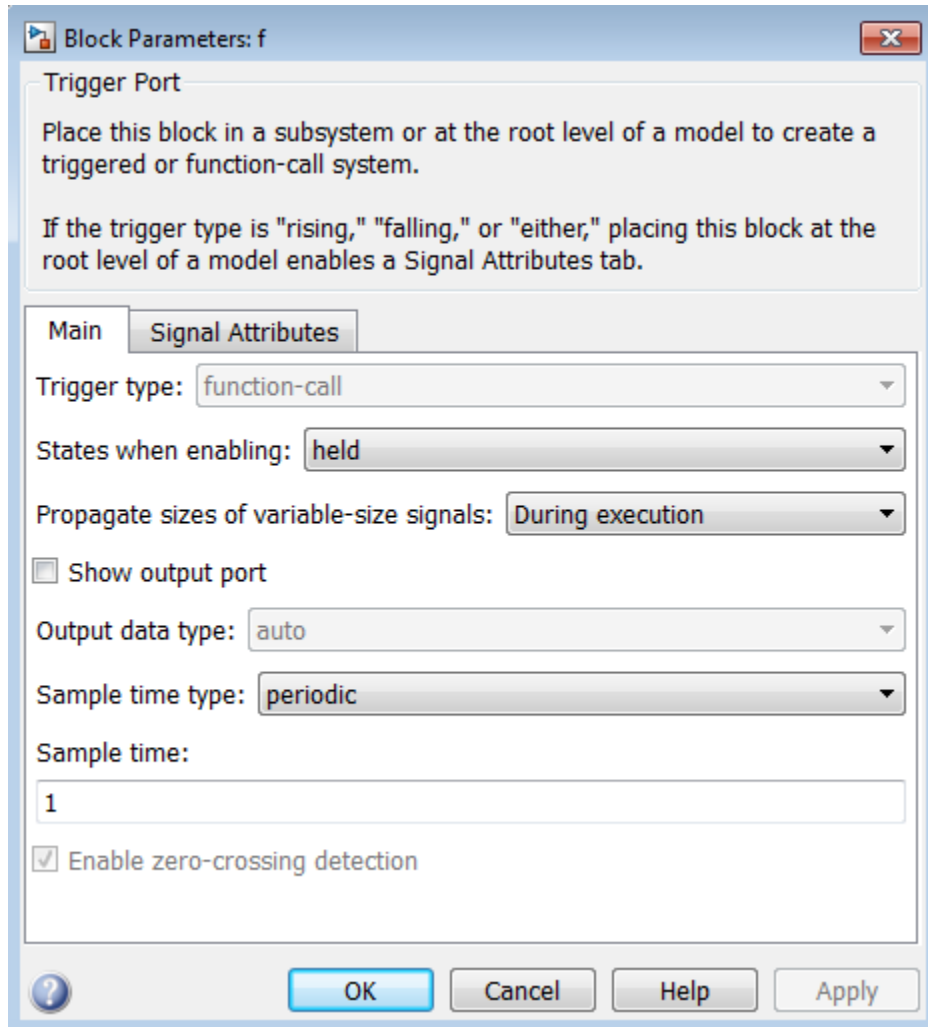 Block Parameters: f
Trigger Port
Place this block in a subsystem or at the root level of a model to create a
triggered or function-call system.
If the trigger type is "rising," "falling," or "either," placing this block at the
root level of a model enables a Signal Attributes tab.
Main Signal Attributes
Trigger type: function-call
States when enabling: held
Propagate sizes of variable-size signals: During execution
Show output port
Output data type: auto
Sample time type: periodic
Sample time:
1
Enable zero-crossing detection
? OK Cancel Help Apply